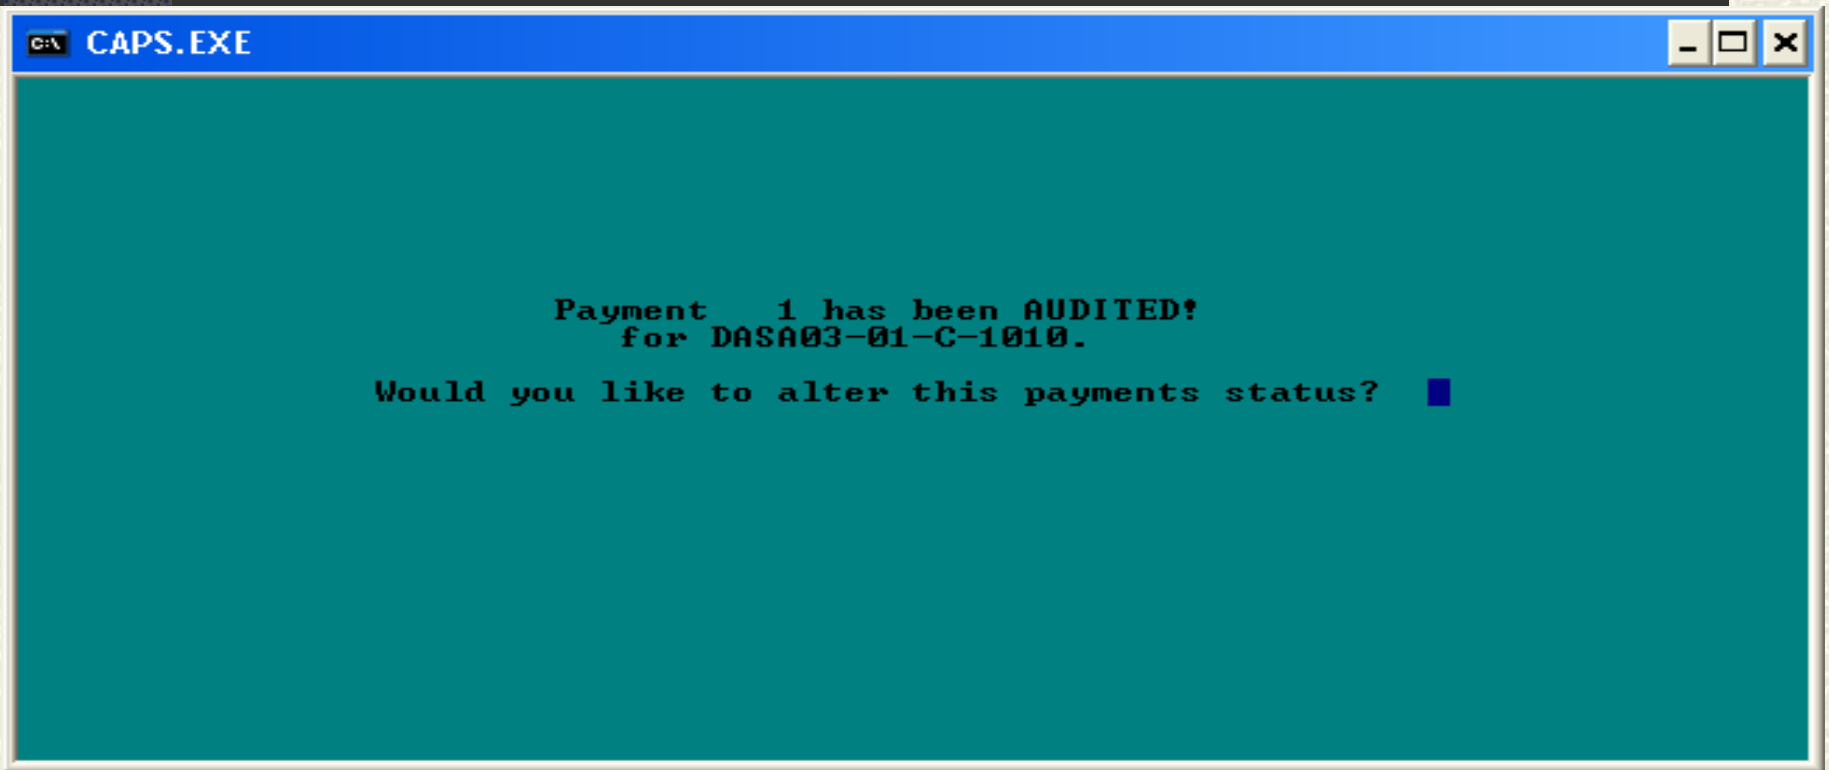 C:\ CAPS.EXE
Payment 1 has been AUDITED!
for DASA03-01-C-1010.
Would you like to alter this payments status?